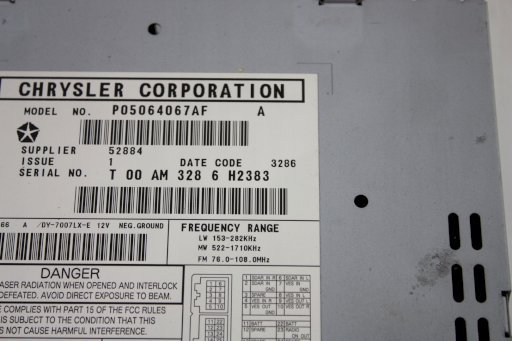 CHRYSLER CORPORATION
MODEL NO. P05064067AF A
SUPPLIER 52884
ISSUE 1 DATE CODE 3286
SERIAL NO. T 00 AM 328 6 H2383
66 A /DY-7007LX-E 12V NEG.GROUND
FREQUENCY RANGE
LW 153-282KHz
MW 522-1710KHz
FM 76.0-108.0MHz
DANGER
ASER RADIATION WHEN OPENED AND INTERLOCK
DEFEATED. AVOID DIRECT EXPOSURE TO BEAM.
E COMPLIES WITH PART 15 OF THE FCC RULES
IS SUBJECT TO THE CONDITION THAT THIS
NOT CAUSE HARMFUL INTERFERENCE.